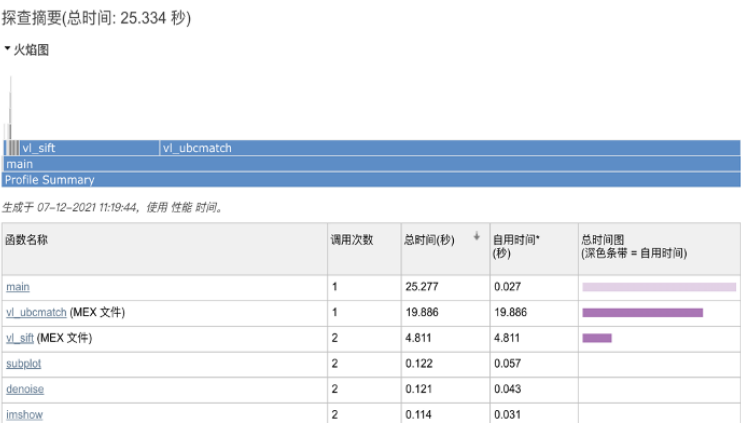 探查摘要(总时间: 25.334 秒)
火焰图
vl_sift vl_ubcmatch
main
Profile Summary
生成于 07-12-2021 11:19:44，使用 性能 时间。
函数名称 调用次数 总时间(秒) 自用时间* (秒) 总时间图 (深色条带 = 自用时间)
main 1 25.277 0.027
vl_ubcmatch (MEX 文件) 1 19.886 19.886
vl_sift (MEX 文件) 2 4.811 4.811
subplot 2 0.122 0.057
denoise 2 0.121 0.043
imshow 2 0.114 0.031